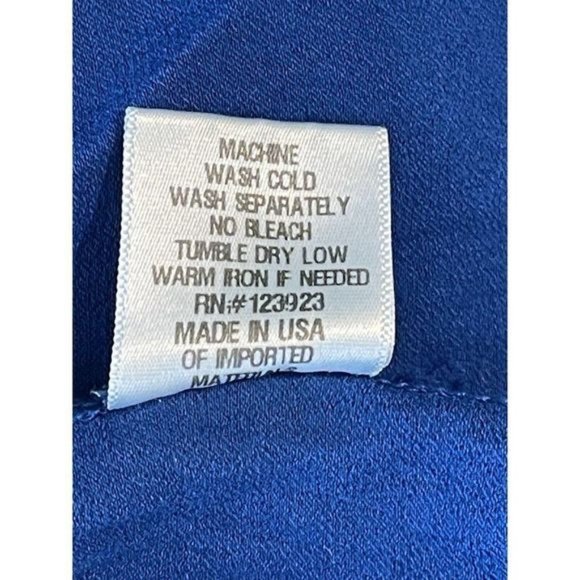 MACHINE
WASH COLD
WASH SEPARATELY
NO BLEACH
TUMBLE DRY LOW
WARM IRON IF NEEDED
RN:#123923
MADE IN USA
OF IMPORTED
MATERIALS